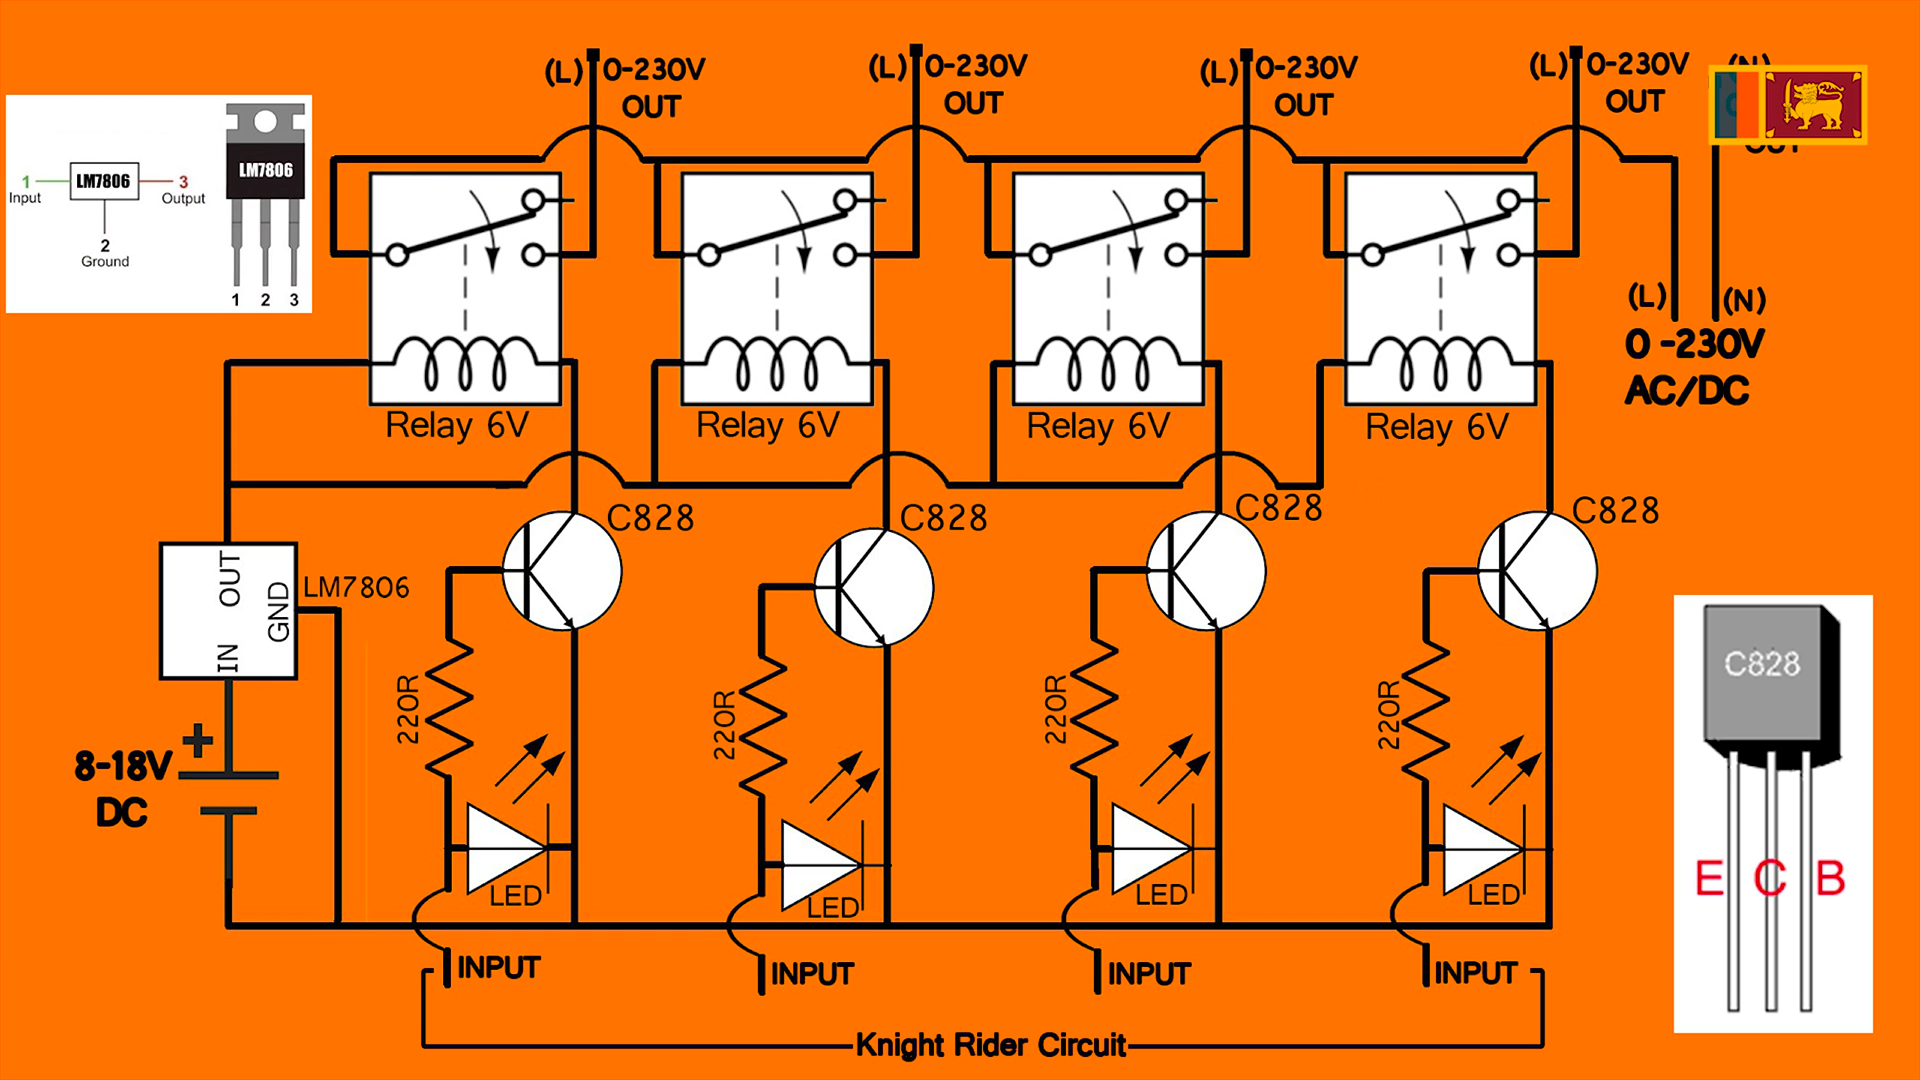 (L) 0-230V
OUT
(L) 0-230V
OUT
(L) 0-230V
OUT
(L) 0-230V
OUT
LM7806
1
Input
LM7806
3
Output
2
Ground
1 2 3
(L) (N)
0 -230V
AC/DC
Relay 6V
Relay 6V
Relay 6V
Relay 6V
C828
C828
C828
C828
OUT
GND
IN
LM7806
220R
220R
220R
220R
+
8-18V
DC
LED
LED
LED
LED
C828
E C B
INPUT
INPUT
INPUT
INPUT
Knight Rider Circuit